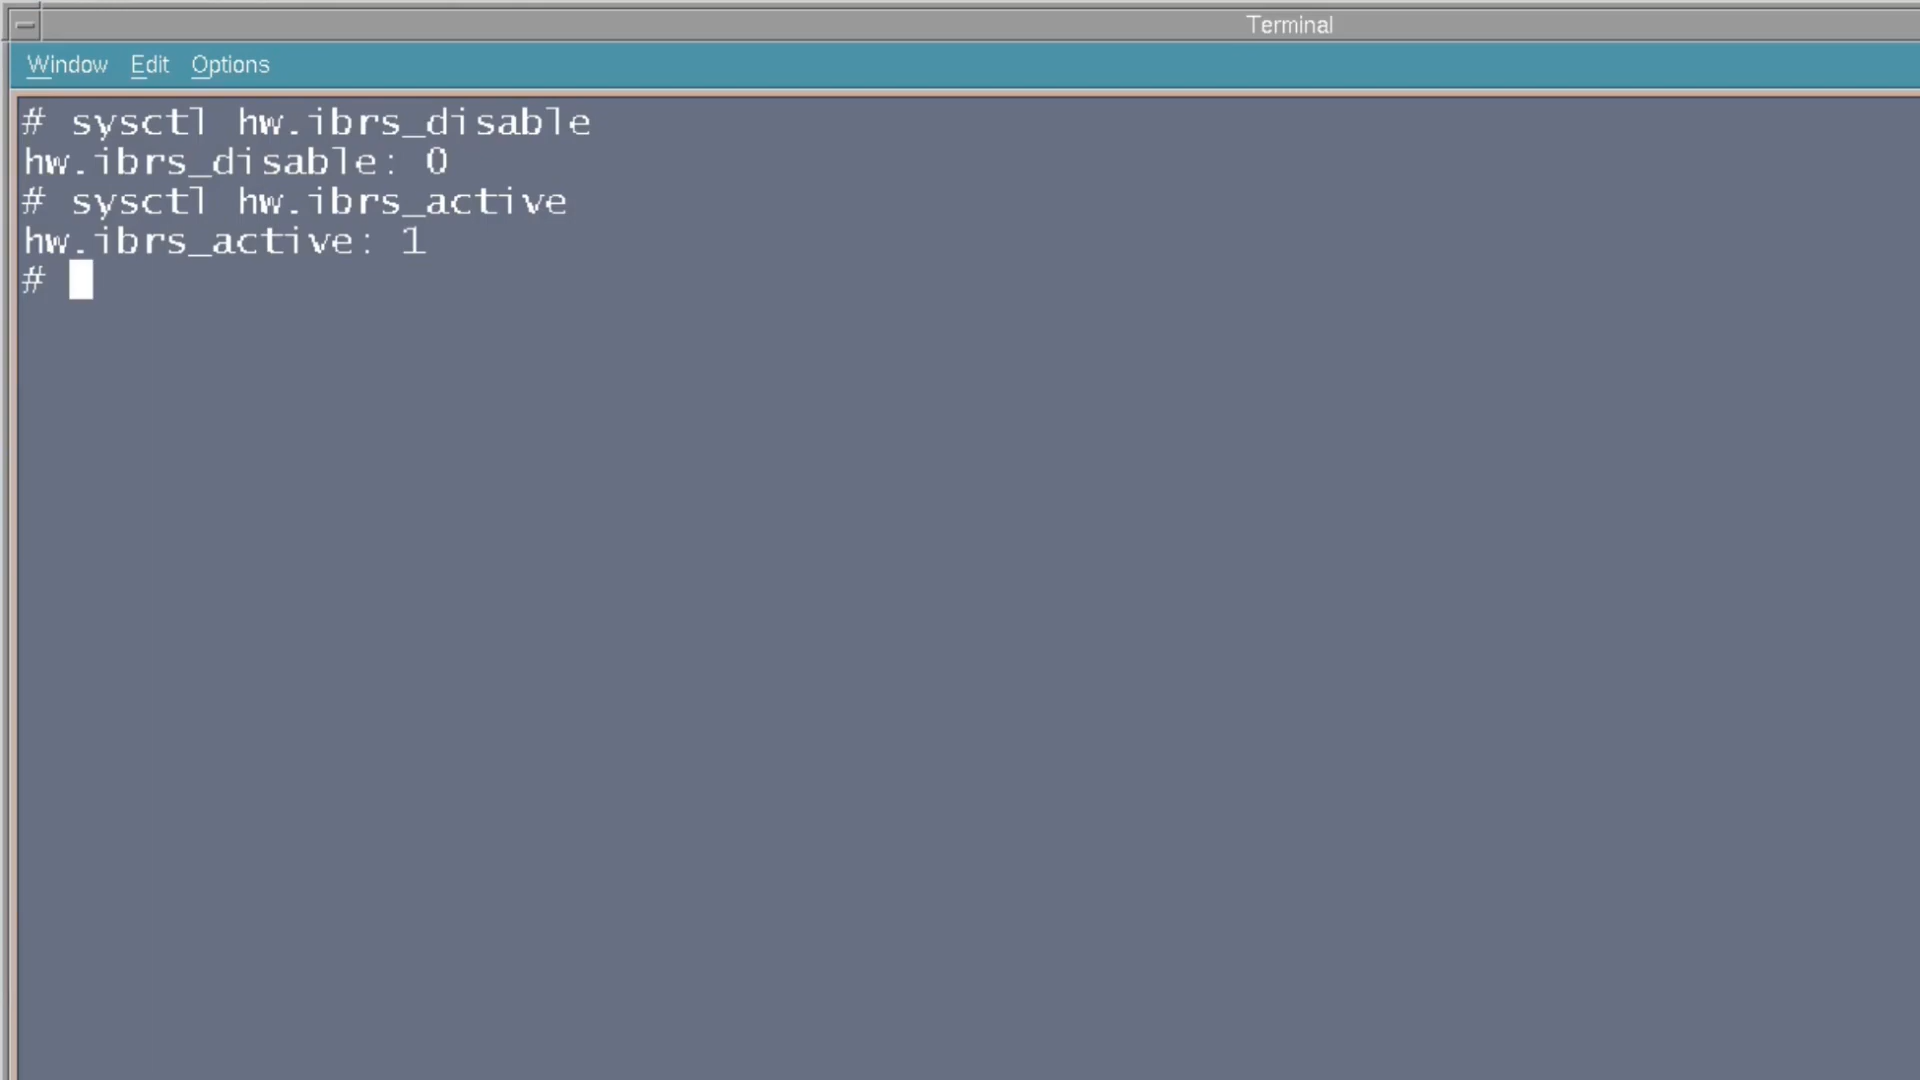 Terminal
Window Edit Options
# sysctl hw.ibrs_disable
hw.ibrs_disable: 0
# sysctl hw.ibrs_active
hw.ibrs_active: 1
#